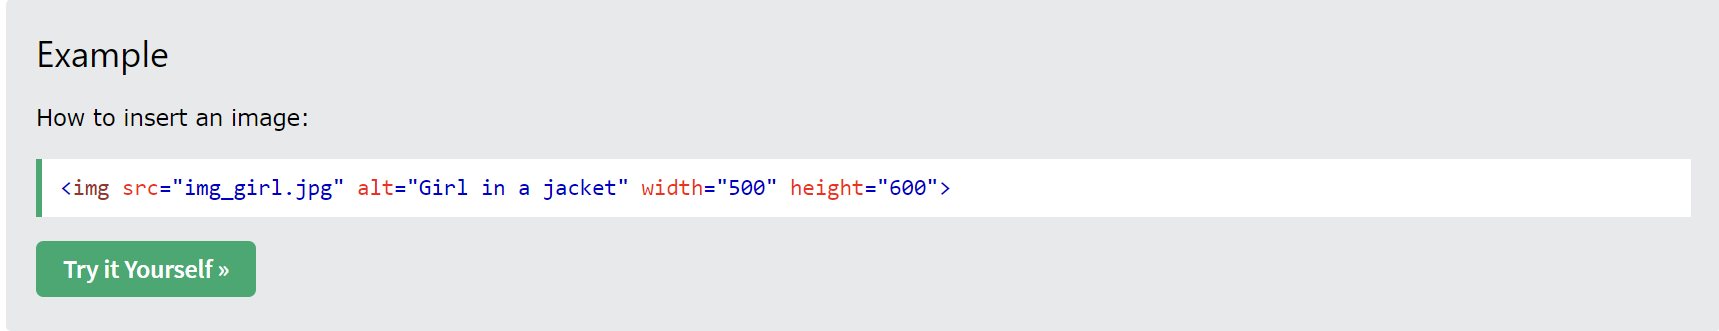 Example
How to insert an image:
<img src="img_girl.jpg" alt="Girl in a jacket" width="500" height="600">
Try it Yourself »